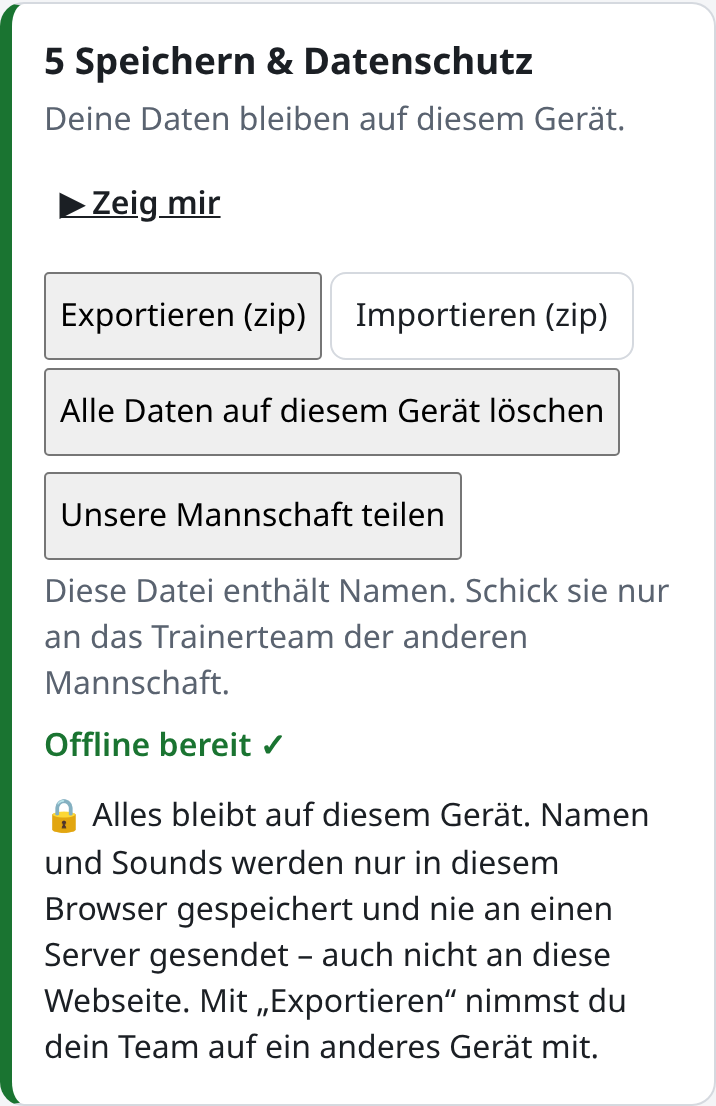 5 Speichern & Datenschutz
Deine Daten bleiben auf diesem Gerät.
▶ Zeig mir
Exportieren (zip) Importieren (zip)
Alle Daten auf diesem Gerät löschen
Unsere Mannschaft teilen
Diese Datei enthält Namen. Schick sie nur
an das Trainerteam der anderen
Mannschaft.
Offline bereit ✓
🔒 Alles bleibt auf diesem Gerät. Namen
und Sounds werden nur in diesem
Browser gespeichert und nie an einen
Server gesendet – auch nicht an diese
Webseite. Mit „Exportieren“ nimmst du
dein Team auf ein anderes Gerät mit.